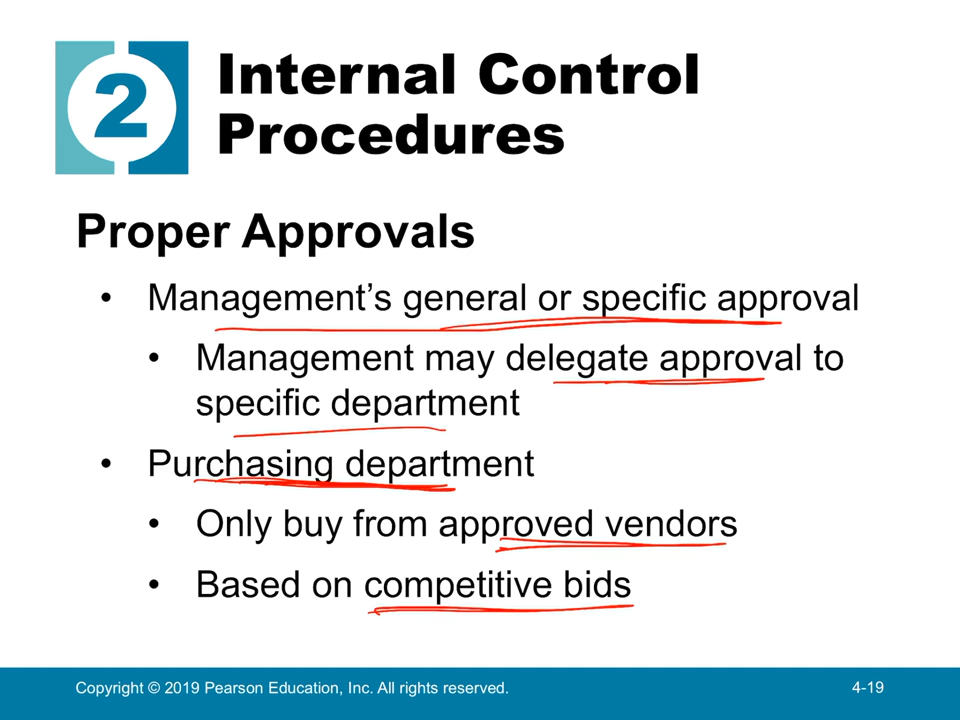 2
Internal Control
Procedures
Proper Approvals
• Management’s general or specific approval
• Management may delegate approval to
specific department
• Purchasing department
• Only buy from approved vendors
• Based on competitive bids
Copyright © 2019 Pearson Education, Inc. All rights reserved.
4-19